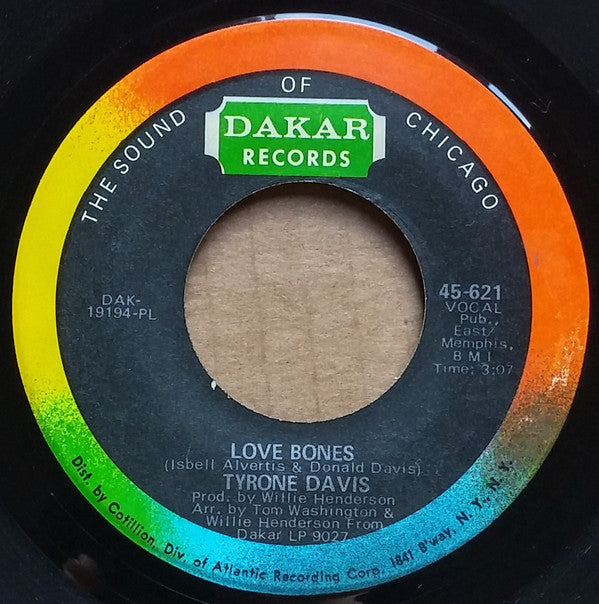 THE SOUND OF CHICAGO
DAKAR
RECORDS
DAK-
19194-PL
45-621
VOCAL
Pub.,
East/
Memphis,
BMI
Time: 3:07
LOVE BONES
(Isbell Alvertis & Donald Davis)
TYRONE DAVIS
Prod. by Willie Henderson
Arr. by Tom Washington &
Willie Henderson From
Dakar LP 9027
Dist. by Cotillion, Div. of Atlantic Recording Corp. 1841 B'way, N.Y., N.Y.